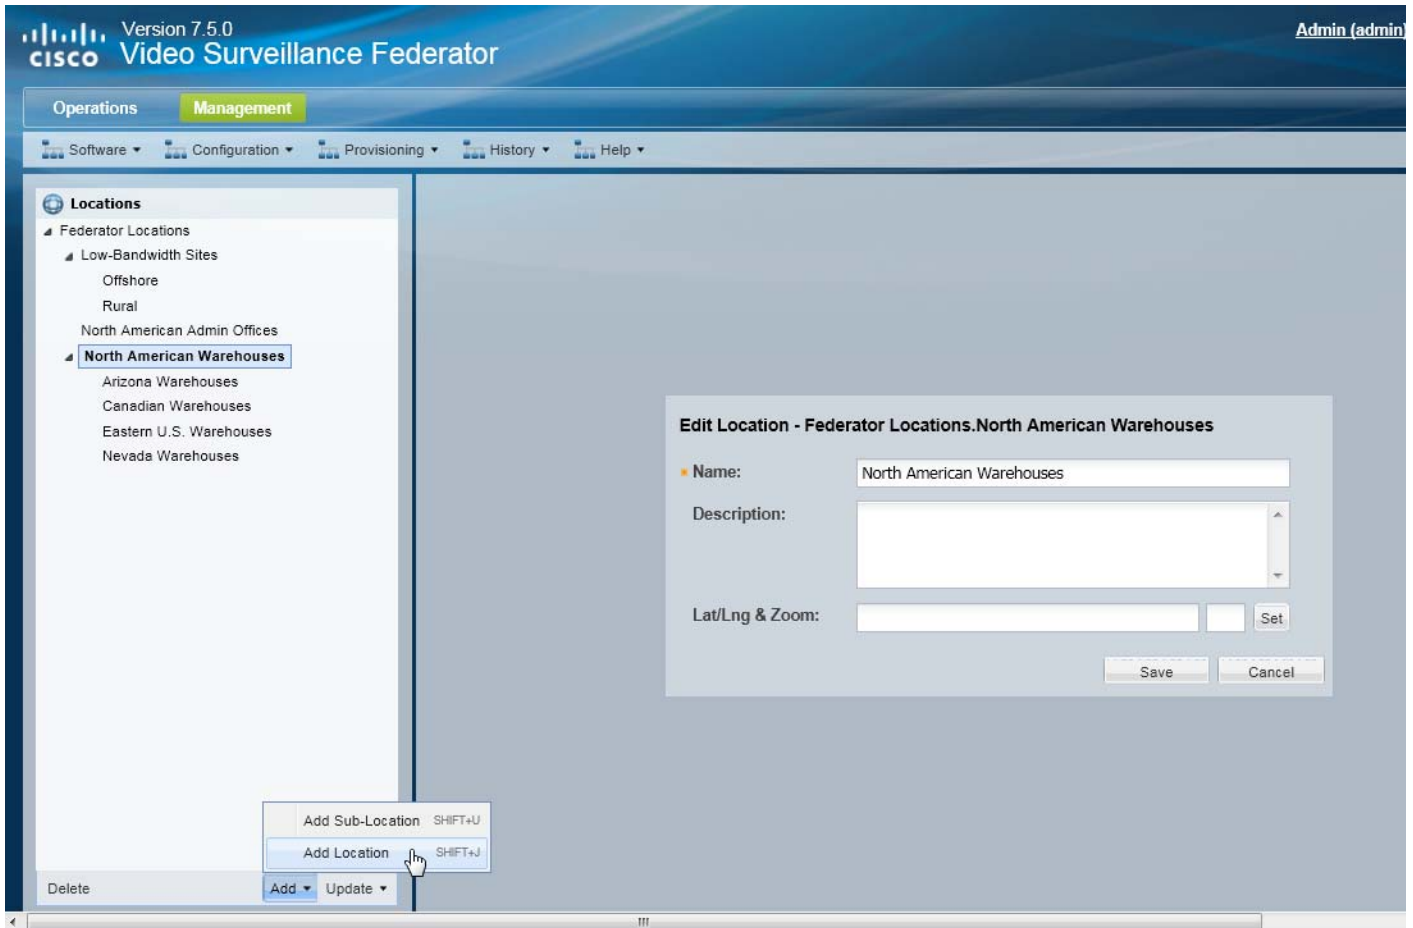 Version 7.5.0
Admin (admin)
CISCO Video Surveillance Federator
Operations Management
Software Configuration Provisioning History Help
Locations
Federator Locations
Low-Bandwidth Sites
Offshore
Rural
North American Admin Offices
North American Warehouses
Arizona Warehouses
Canadian Warehouses
Eastern U.S. Warehouses
Nevada Warehouses
Edit Location - Federator Locations.North American Warehouses
Name: North American Warehouses
Description:
Lat/Lng & Zoom: Set
Save Cancel
Add Sub-Location SHIFT+U
Add Location SHIFT+J
Delete Add Update